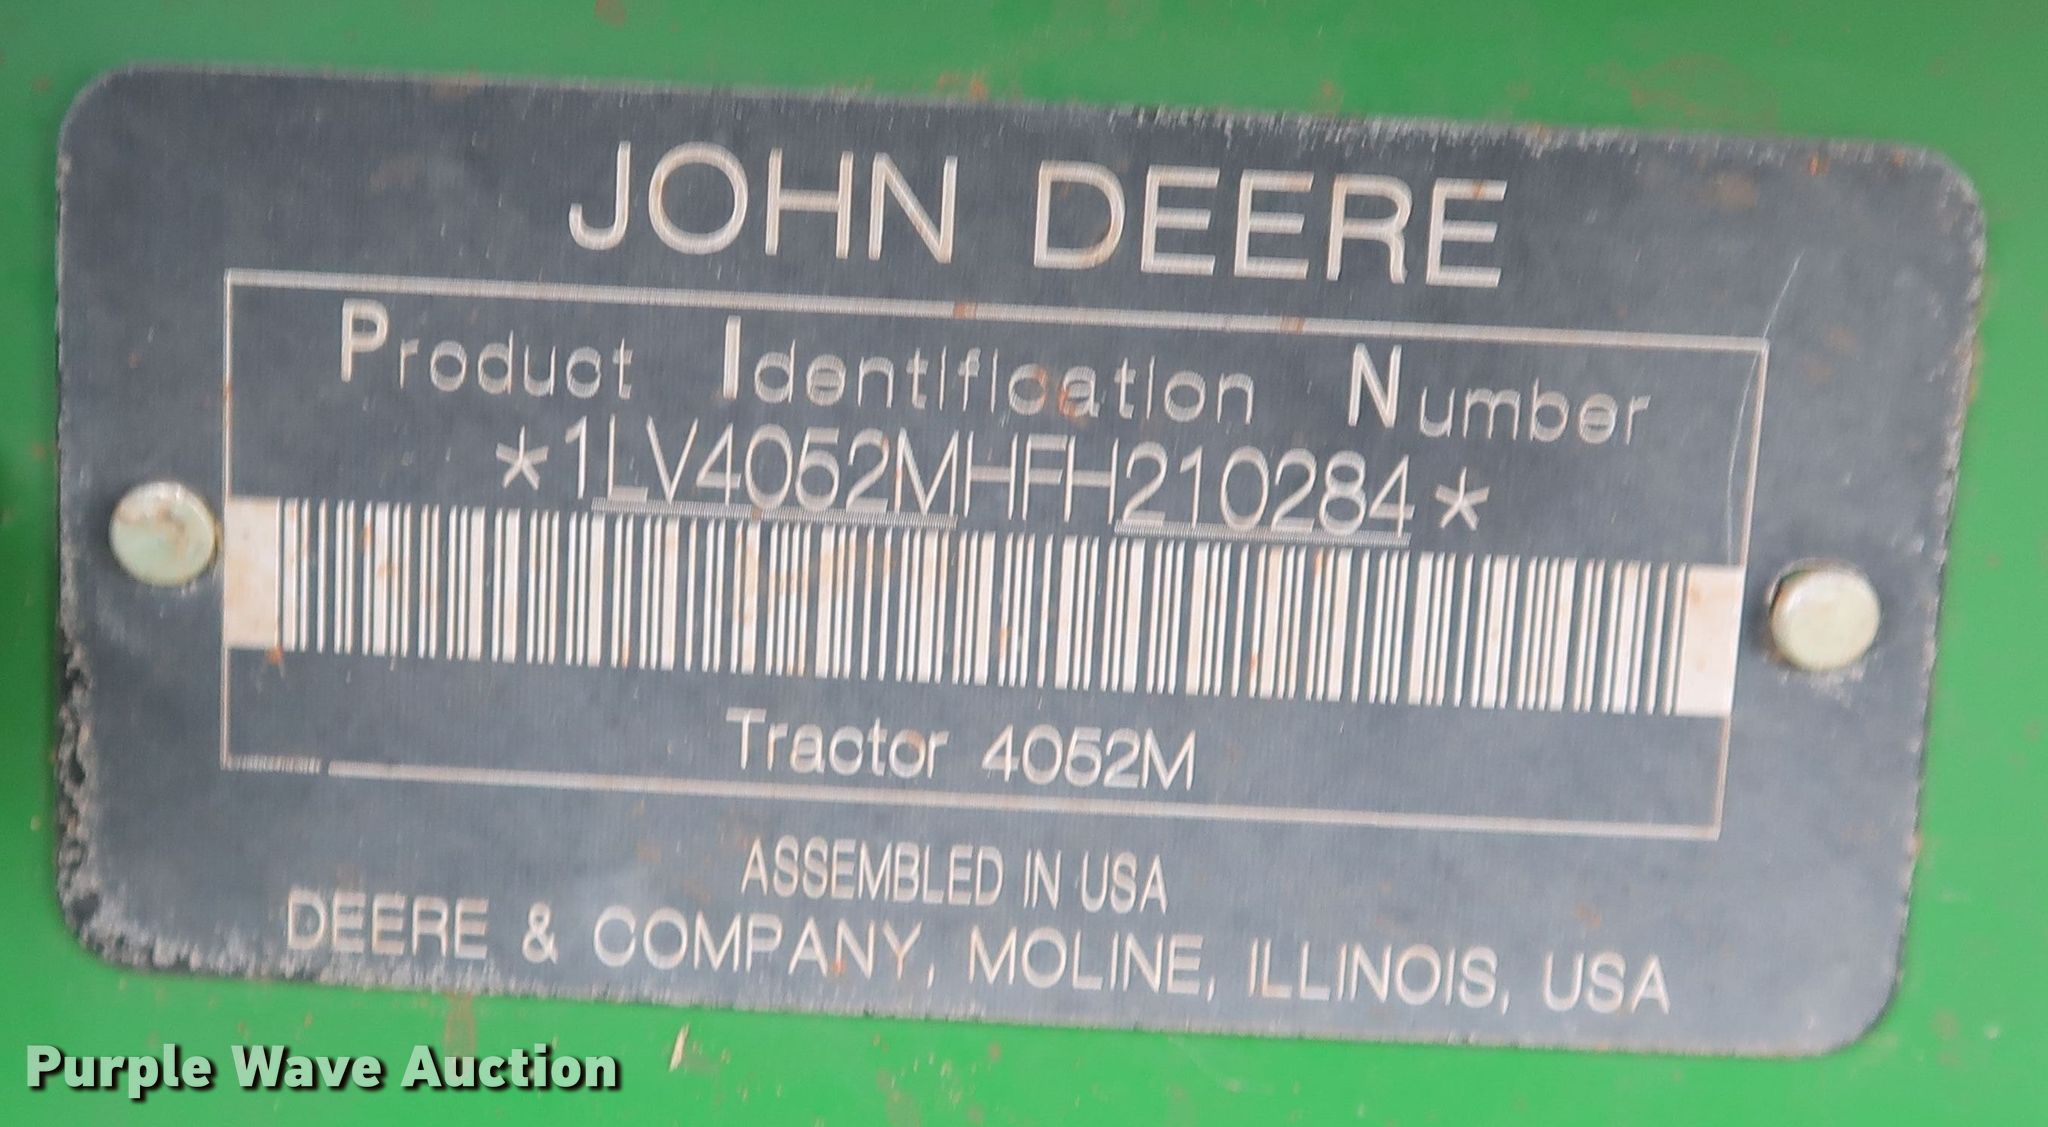 JOHN DEERE
Product Identification Number
*1LV4052MHFH210284*
Tractor 4052M
ASSEMBLED IN USA
DEERE & COMPANY, MOLINE, ILLINOIS, USA
Purple Wave Auction